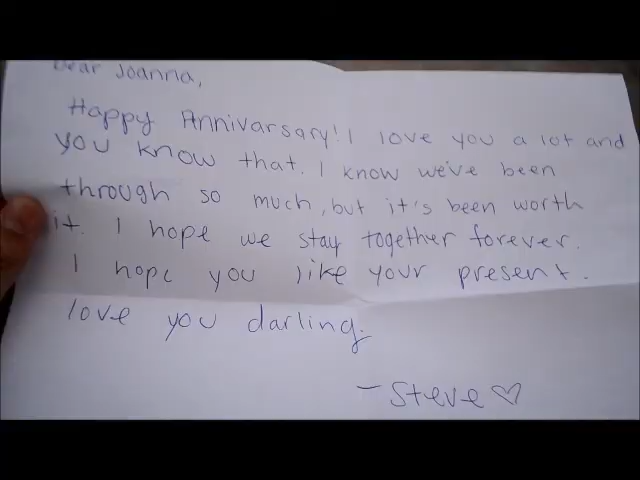 Dear Joanna,
Happy Annivarsary! I love you a lot and
you know that. I know we've been
through so much, but it's been worth
it. I hope we stay together forever.
I hope you like your present.
love you darling.
- Steve ♡